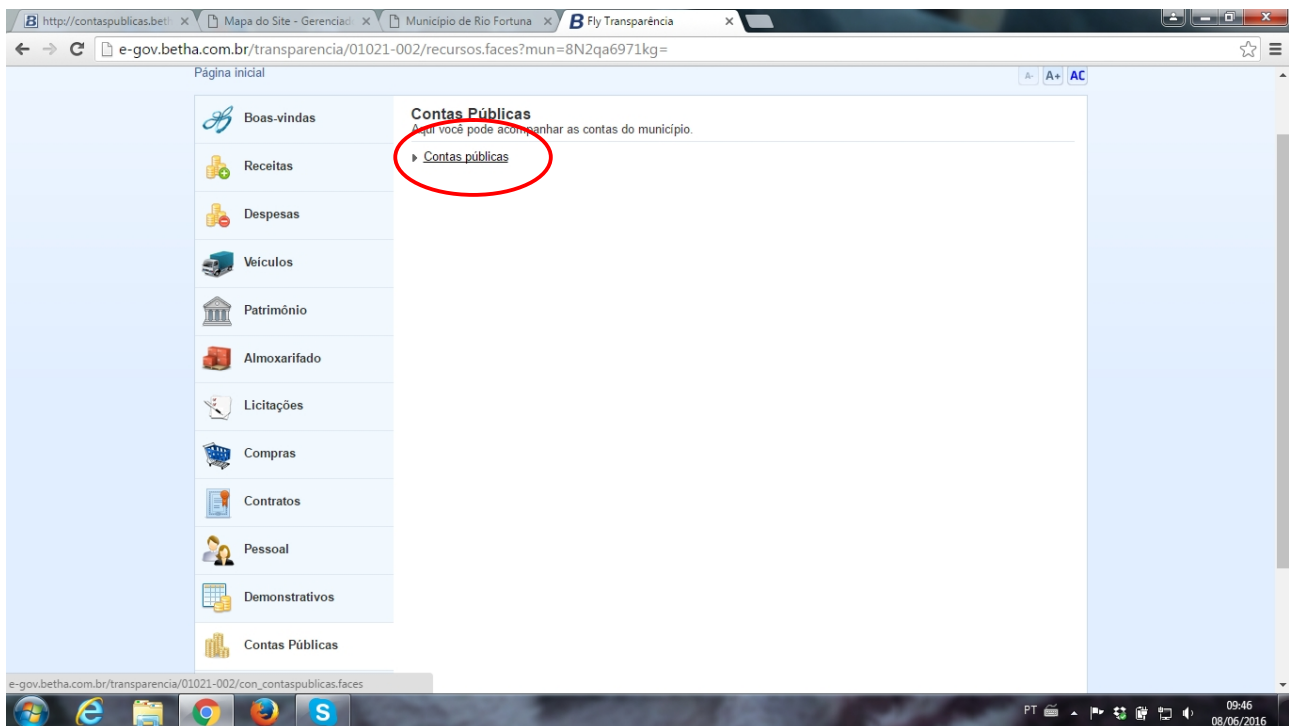 http://contaspublicas.beth
Mapa do Site - Gerenciad
Município de Rio Fortuna
Fly Transparência
e-gov.betha.com.br/transparencia/01021-002/recursos.faces?mun=8N2qa6971kg=
Página inicial
A- A+ AC
Boas-vindas
Receitas
Despesas
Veículos
Patrimônio
Almoxarifado
Licitações
Compras
Contratos
Pessoal
Demonstrativos
Contas Públicas
Contas Públicas
Aqui você pode acompanhar as contas do município.
Contas públicas
e-gov.betha.com.br/transparencia/01021-002/con_contaspublicas.faces
PT
09:46
08/06/2016